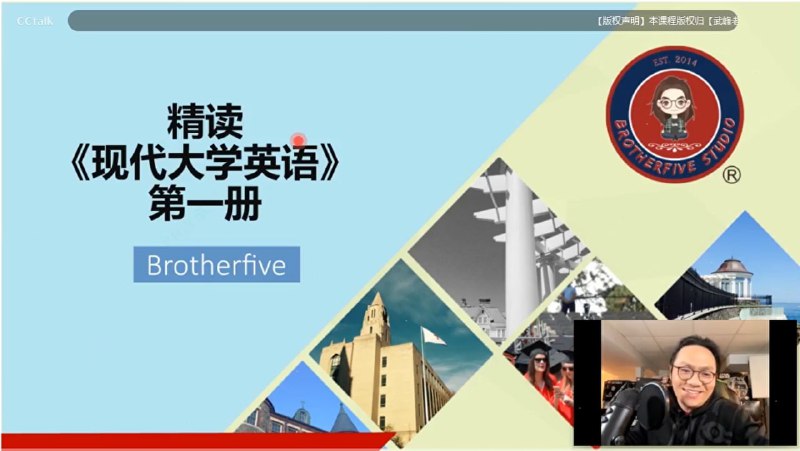 CCTalk
【版权声明】本课程版权归【武峰老
EST. 2014
BROTHERFIVE STUDIO
®
精读
《现代大学英语》
第一册
Brotherfive